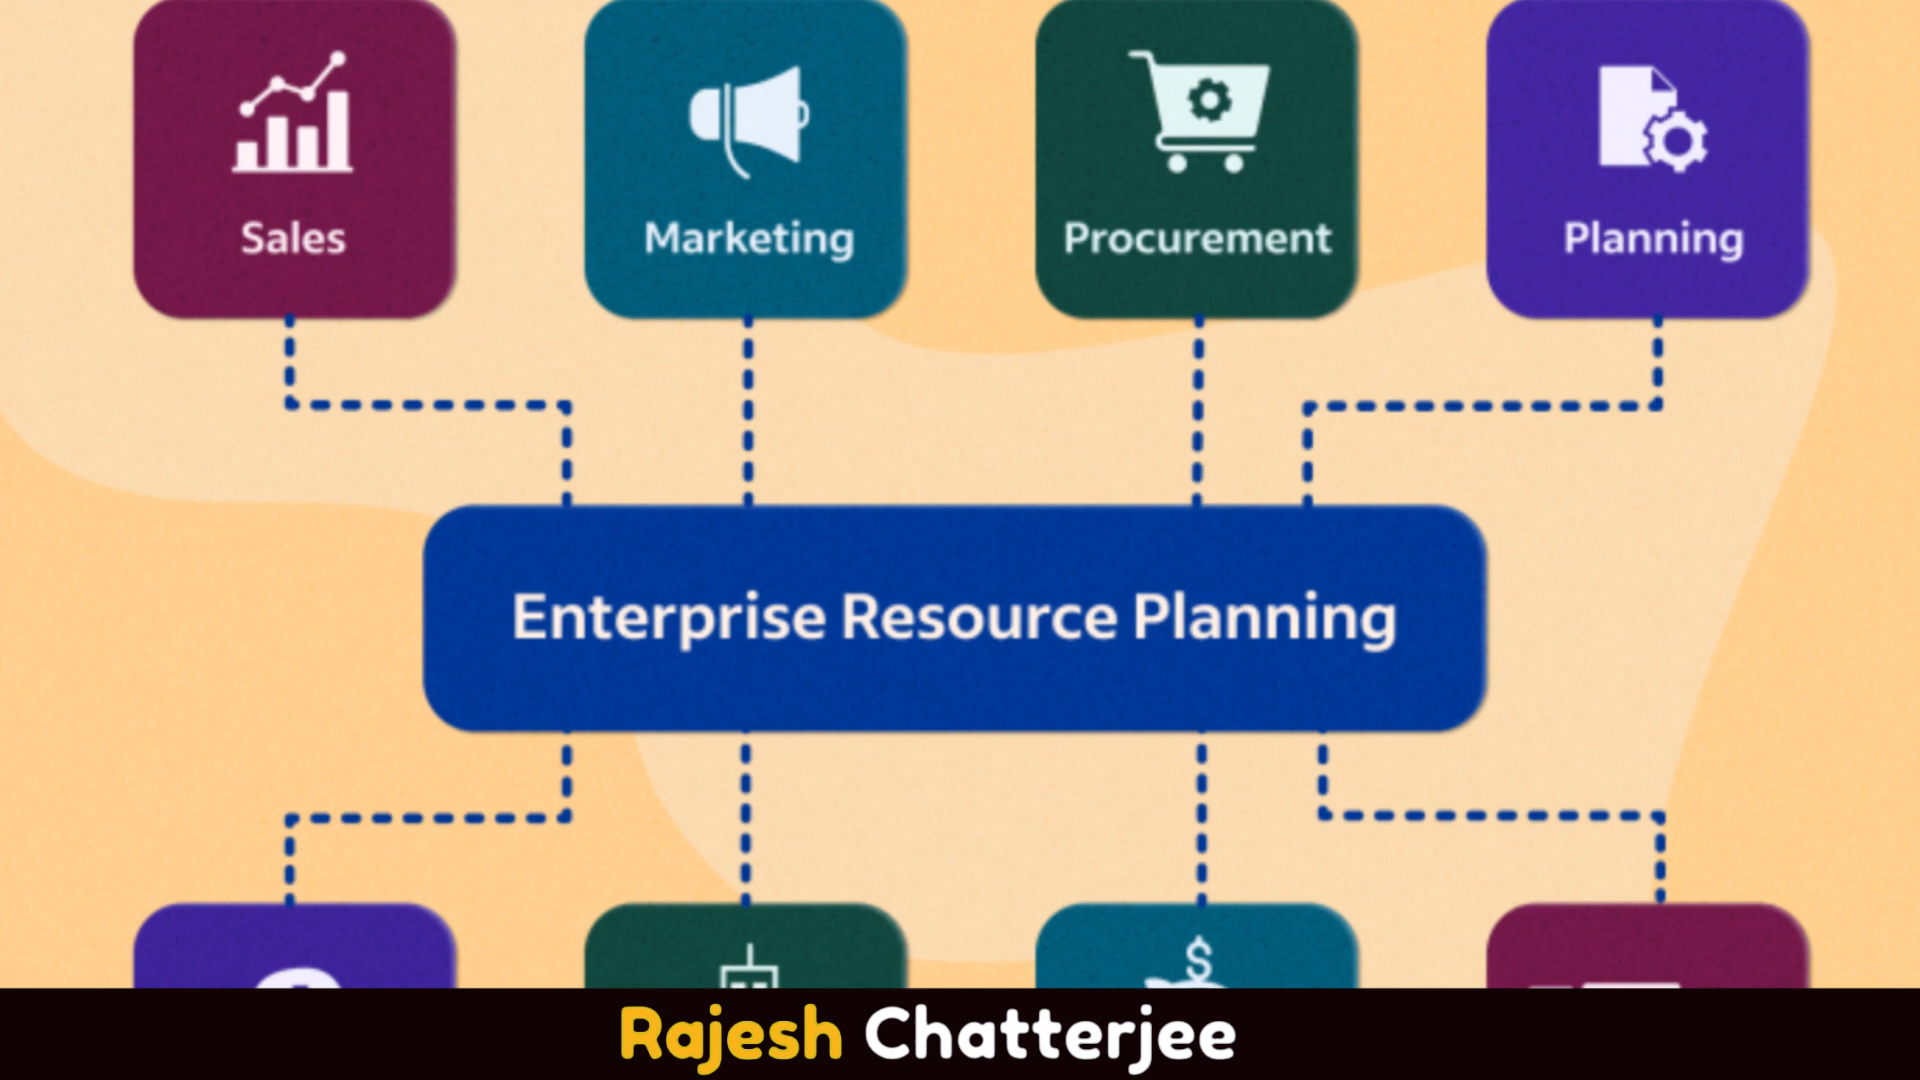 Sales
Marketing
Procurement
Planning
Enterprise Resource Planning
$
Rajesh Chatterjee